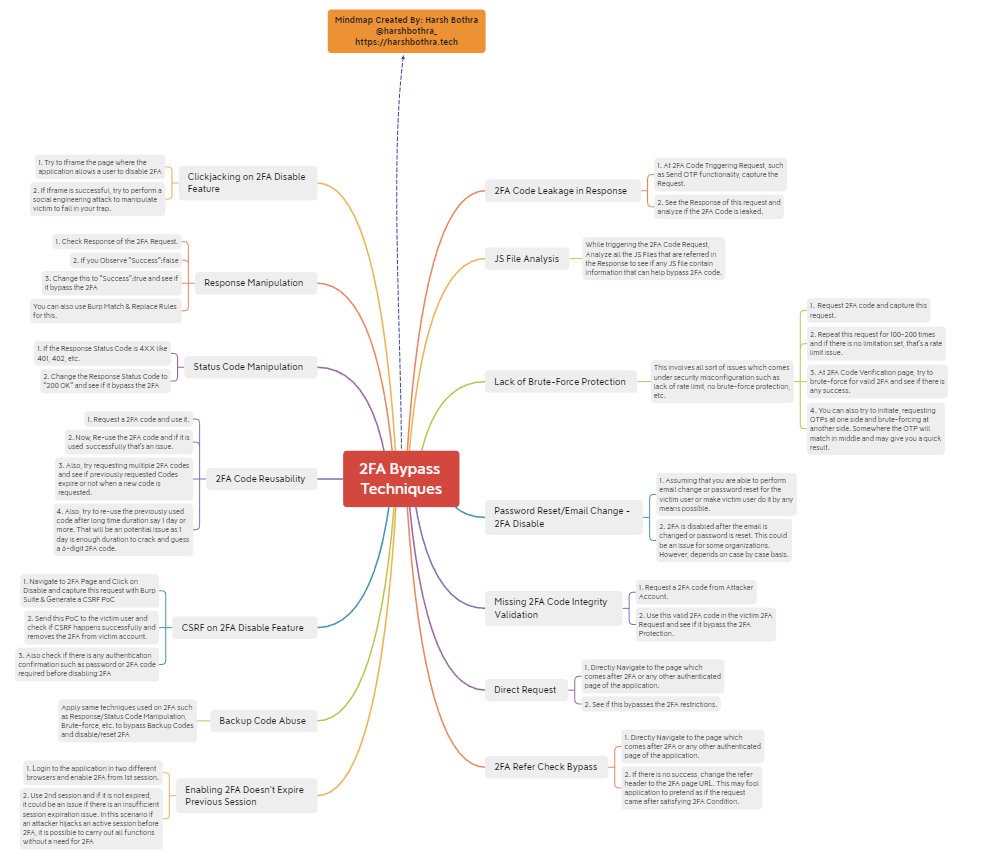 Mindmap Created By: Harsh Bothra
@harshbothra_
https://harshbothra.tech
2FA Bypass
Techniques
Clickjacking on 2FA Disable
Feature
1. Try to Iframe the page where the
application allows a user to disable 2FA
2. If Iframe is successful, try to perform a
social engineering attack to manipulate
victim to fall in your trap.
Response Manipulation
1. Check Response of the 2FA Request.
2. If you Observe "Success":false
3. Change this to "Success":true and see if
it bypass the 2FA
You can also use Burp Match & Replace Rules
for this.
Status Code Manipulation
1. If the Response Status Code is 4XX like
401, 402, etc.
2. Change the Response Status Code to
"200 OK" and see if it bypass the 2FA
2FA Code Reusability
1. Request a 2FA code and use it.
2. Now, Re-use the 2FA code and if it is
used successfully that's an issue.
3. Also, try requesting multiple 2FA codes
and see if previously requested Codes
expire or not when a new code is
requested.
4. Also, try to re-use the previously used
code after long time duration say 1 day or
more. That will be an potential issue as 1
day is enough duration to crack and guess
a 6-digit 2FA code.
CSRF on 2FA Disable Feature
1. Navigate to 2FA Page and Click on
Disable and capture this request with Burp
Suite & Generate a CSRF PoC
2. Send this PoC to the victim user and
check if CSRF happens successfully and
removes the 2FA from victim account.
3. Also check if there is any authentication
confirmation such as password or 2FA code
required before disabling 2FA
Backup Code Abuse
Apply same techniques used on 2FA such
as Response/Status Code Manipulation,
Brute-force, etc. to bypass Backup Codes
and disable/reset 2FA
Enabling 2FA Doesn't Expire
Previous Session
1. Login to the application in two different
browsers and enable 2FA from 1st session.
2. Use 2nd session and if it is not expired,
it could be an issue if there is an insufficient
session expiration issue. In this scenario if
an attacker hijacks an active session before
2FA, it is possible to carry out all functions
without a need for 2FA
2FA Code Leakage in Response
1. At 2FA Code Triggering Request, such
as Send OTP functionality, capture the
Request.
2. See the Response of this request and
analyze if the 2FA Code is leaked.
JS File Analysis
While triggering the 2FA Code Request,
Analyze all the JS Files that are referred in
the Response to see if any JS file contain
information that can help bypass 2FA code.
Lack of Brute-Force Protection
This involves all sort of issues which comes
under security misconfiguration such as
lack of rate limit, no brute-force protection,
etc.
1. Request 2FA code and capture this
request.
2. Repeat this request for 100-200 times
and if there is no limitation set, that's a rate
limit issue.
3. At 2FA Code Verification page, try to
brute-force for valid 2FA and see if there is
any success.
4. You can also try to initiate, requesting
OTPs at one side and brute-forcing at
another side. Somewhere the OTP will
match in middle and may give you a quick
result.
Password Reset/Email Change -
2FA Disable
1. Assuming that you are able to perform
email change or password reset for the
victim user or make victim user do it by any
means possible.
2. 2FA is disabled after the email is
changed or password is reset. This could
be an issue for some organizations.
However, depends on case by case basis.
Missing 2FA Code Integrity
Validation
1. Request a 2FA code from Attacker
Account.
2. Use this valid 2FA code in the victim 2FA
Request and see if it bypass the 2FA
Protection.
Direct Request
1. Directly Navigate to the page which
comes after 2FA or any other authenticated
page of the application.
2. See if this bypasses the 2FA restrictions.
2FA Refer Check Bypass
1. Directly Navigate to the page which
comes after 2FA or any other authenticated
page of the application.
2. If there is no success, change the refer
header to the 2FA page URL. This may fool
application to pretend as if the request
came after satisfying 2FA Condition.